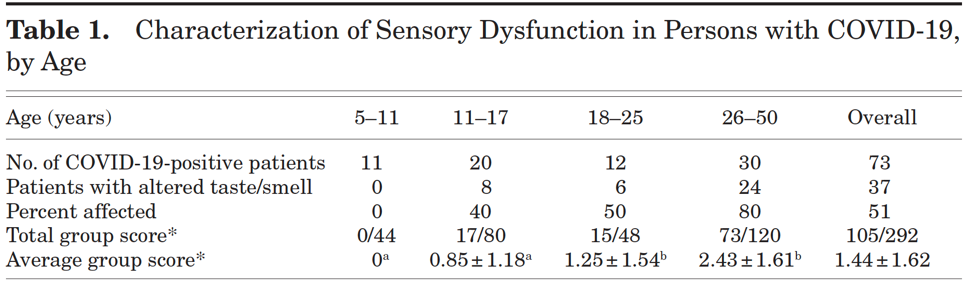 Table 1. Characterization of Sensory Dysfunction in Persons with COVID-19,
by Age
Age (years) 5–11 11–17 18–25 26–50 Overall
No. of COVID-19-positive patients 11 20 12 30 73
Patients with altered taste/smell 0 8 6 24 37
Percent affected 0 40 50 80 51
Total group score* 0/44 17/80 15/48 73/120 105/292
Average group score* 0ᵃ 0.85±1.18ᵃ 1.25±1.54ᵇ 2.43±1.61ᵇ 1.44±1.62